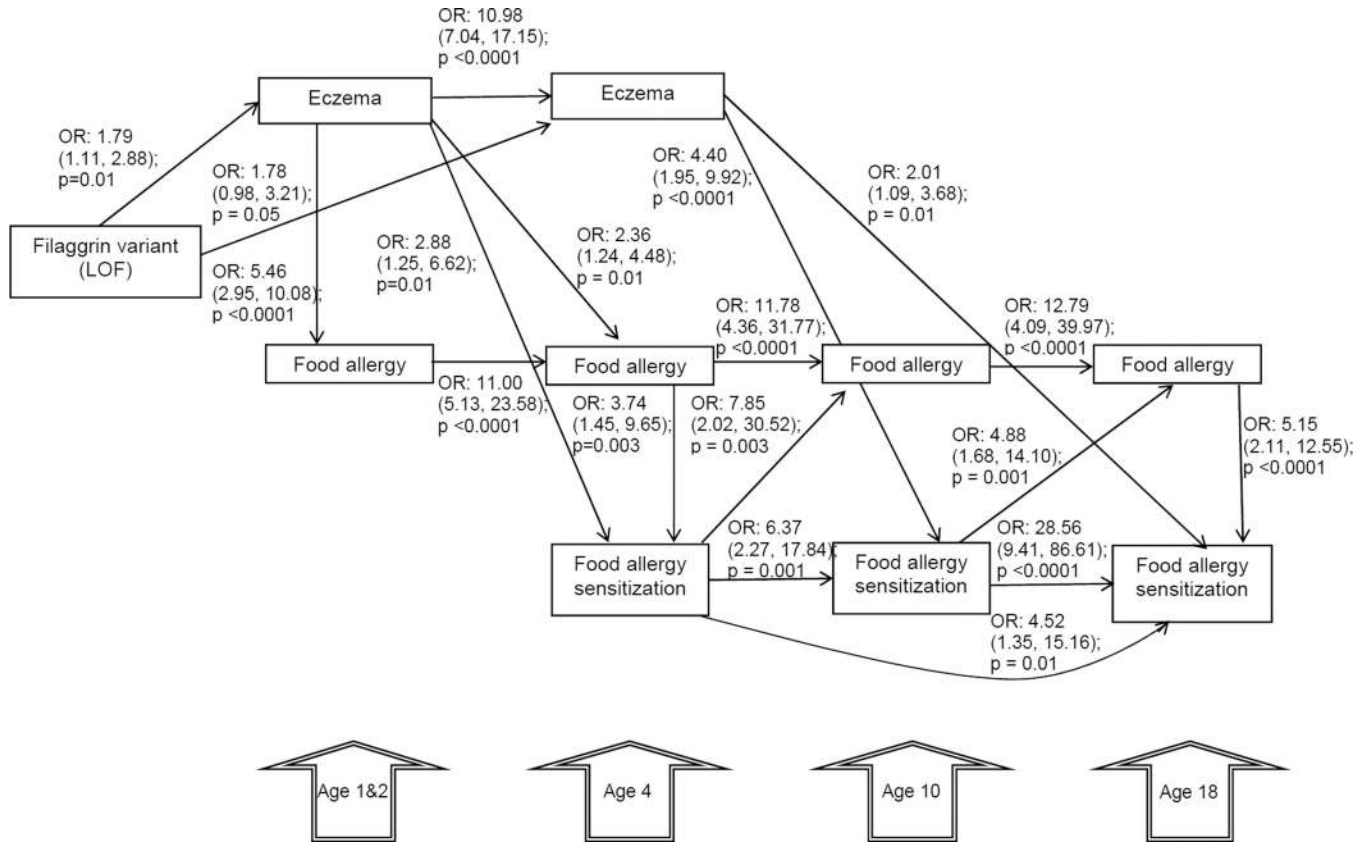 OR: 10.98
(7.04, 17.15);
p <0.0001
Eczema
Eczema
OR: 1.79
(1.11, 2.88);
p=0.01
OR: 1.78
(0.98, 3.21);
p = 0.05
OR: 4.40
(1.95, 9.92);
p <0.0001
OR: 2.01
(1.09, 3.68);
p = 0.01
Filaggrin variant
(LOF)
OR: 5.46
(2.95, 10.08);
p <0.0001
OR: 2.88
(1.25, 6.62);
p=0.01
OR: 2.36
(1.24, 4.48);
p = 0.01
OR: 11.78
(4.36, 31.77);
p <0.0001
OR: 12.79
(4.09, 39.97);
p <0.0001
Food allergy
Food allergy
Food allergy
Food allergy
OR: 11.00
(5.13, 23.58);
p <0.0001
OR: 3.74
(1.45, 9.65);
p=0.003
OR: 7.85
(2.02, 30.52);
p = 0.003
OR: 4.88
(1.68, 14.10);
p = 0.001
OR: 5.15
(2.11, 12.55);
p <0.0001
OR: 6.37
(2.27, 17.84);
p = 0.001
OR: 28.56
(9.41, 86.61);
p <0.0001
Food allergy
sensitization
Food allergy
sensitization
Food allergy
sensitization
OR: 4.52
(1.35, 15.16);
p = 0.01
Age 1&2
Age 4
Age 10
Age 18